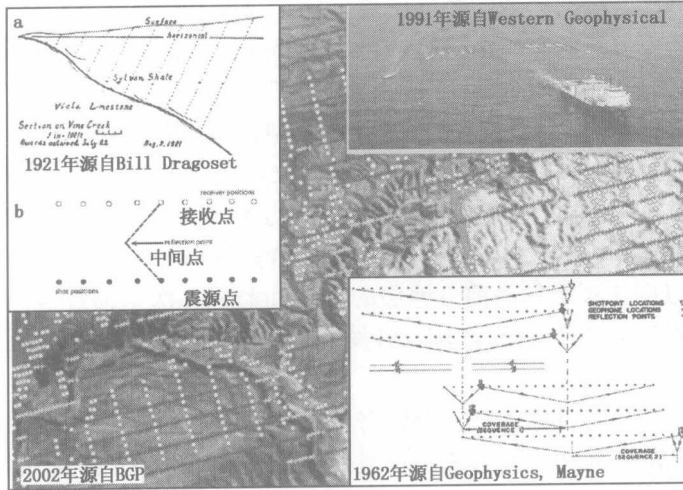 a
Surface
horizontal
Sylvan Shale
Viola Limestone
Section on Vine Creek
1921年源自Bill Dragoset
b
receiver positions
接收点
reflection point
中间点
shot positions
震源点
1991年源自Western Geophysical
SHOTPOINT LOCATIONS
GEOPHONE LOCATIONS
REFLECTION POINTS
COVERAGE
(SEQUENCE
COVERAGE
(SEQUENCE 2)
2002年源自BGP
1962年源自Geophysics, Mayne